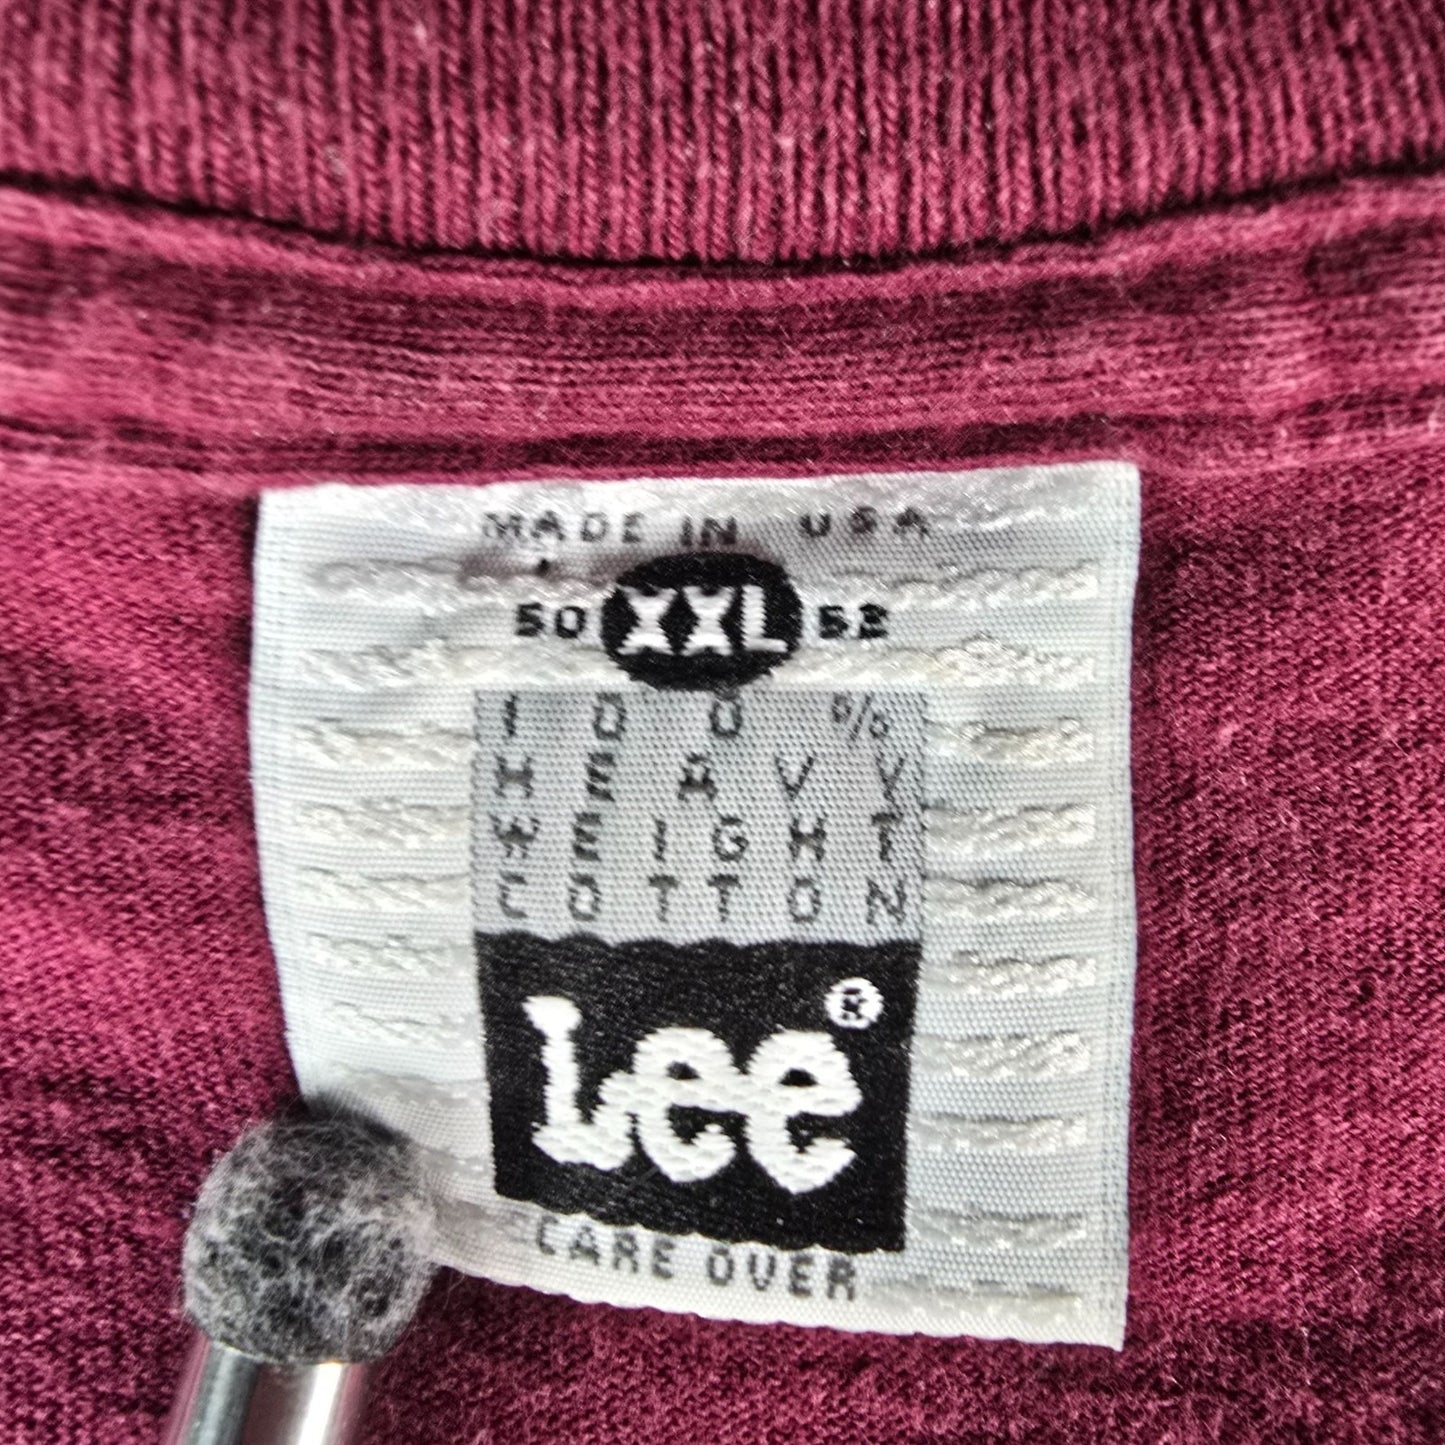 MADE IN USA
50 XXL 52
100%
HEAVY
WEIGHT
COTTON
Lee®
CARE OVER